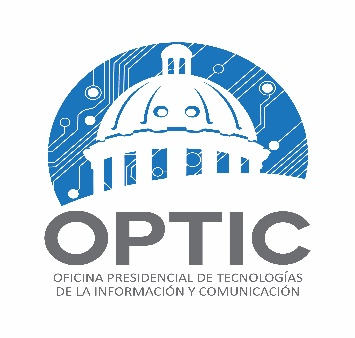 OPTIC
OFICINA PRESIDENCIAL DE TECNOLOGÍAS
DE LA INFORMACIÓN Y COMUNICACIÓN